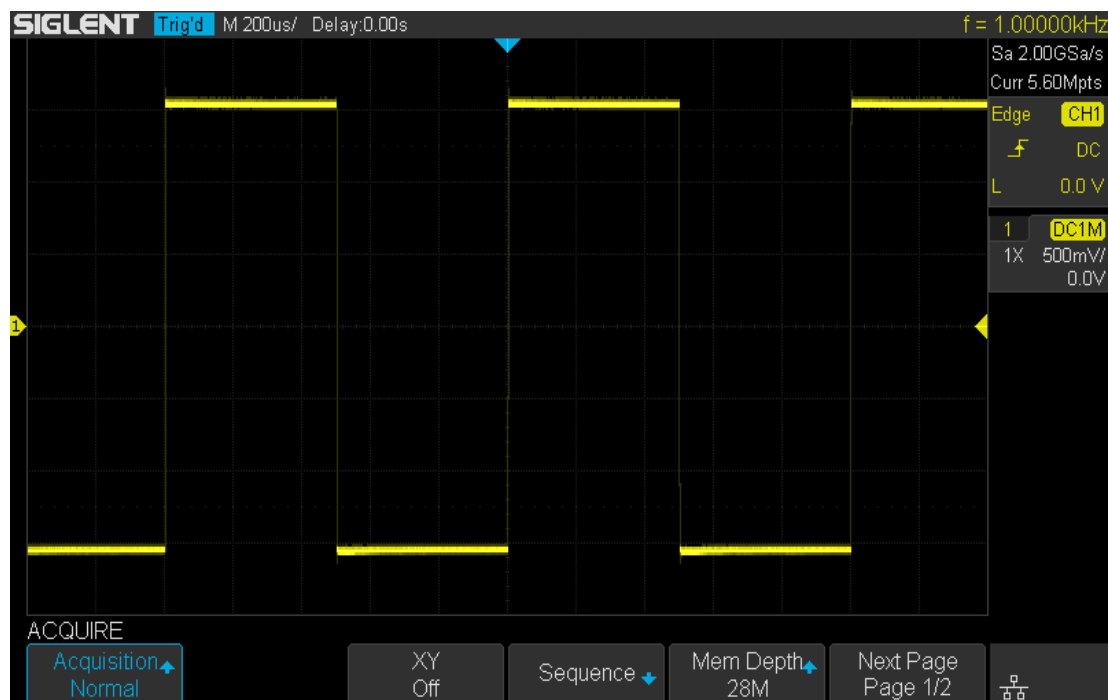 SIGLENT Trig'd M 200us/ Delay:0.00s f = 1.00000kHz
Sa 2.00GSa/s
Curr 5.60Mpts
Edge CH1
DC
L 0.0 V
1 DC1M
1X 500mV/
0.0V
1
ACQUIRE
Acquisition
Normal
XY
Off
Sequence
Mem Depth
28M
Next Page
Page 1/2